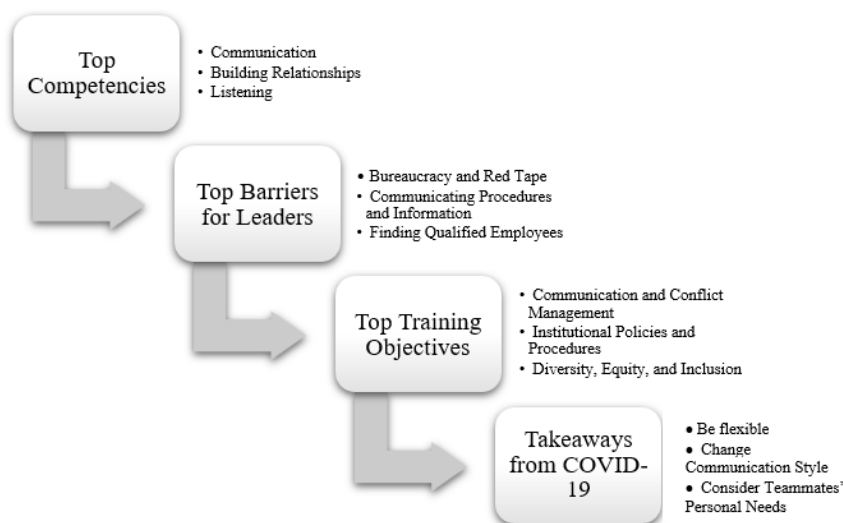 Top
Competencies
• Communication
• Building Relationships
• Listening
Top Barriers
for Leaders
• Bureaucracy and Red Tape
• Communicating Procedures
and Information
• Finding Qualified Employees
Top Training
Objectives
• Communication and Conflict
Management
• Institutional Policies and
Procedures
• Diversity, Equity, and Inclusion
Takeaways
from COVID-
19
• Be flexible
• Change
Communication Style
• Consider Teammates’
Personal Needs